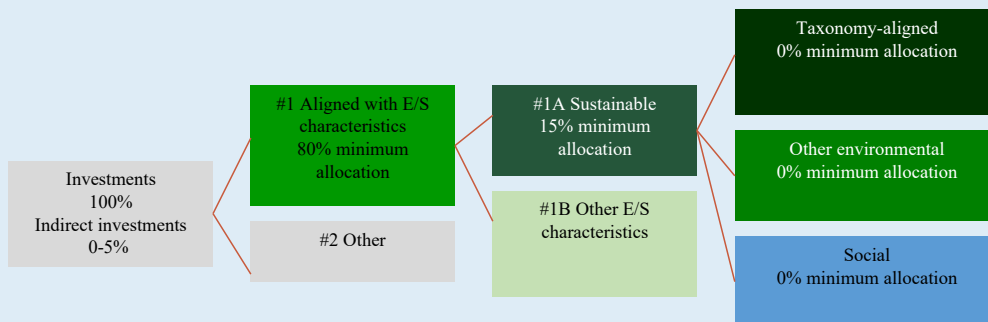 Investments
100%
Indirect investments
0-5%
#1 Aligned with E/S
characteristics
80% minimum
allocation
#2 Other
#1A Sustainable
15% minimum
allocation
#1B Other E/S
characteristics
Taxonomy-aligned
0% minimum allocation
Other environmental
0% minimum allocation
Social
0% minimum allocation